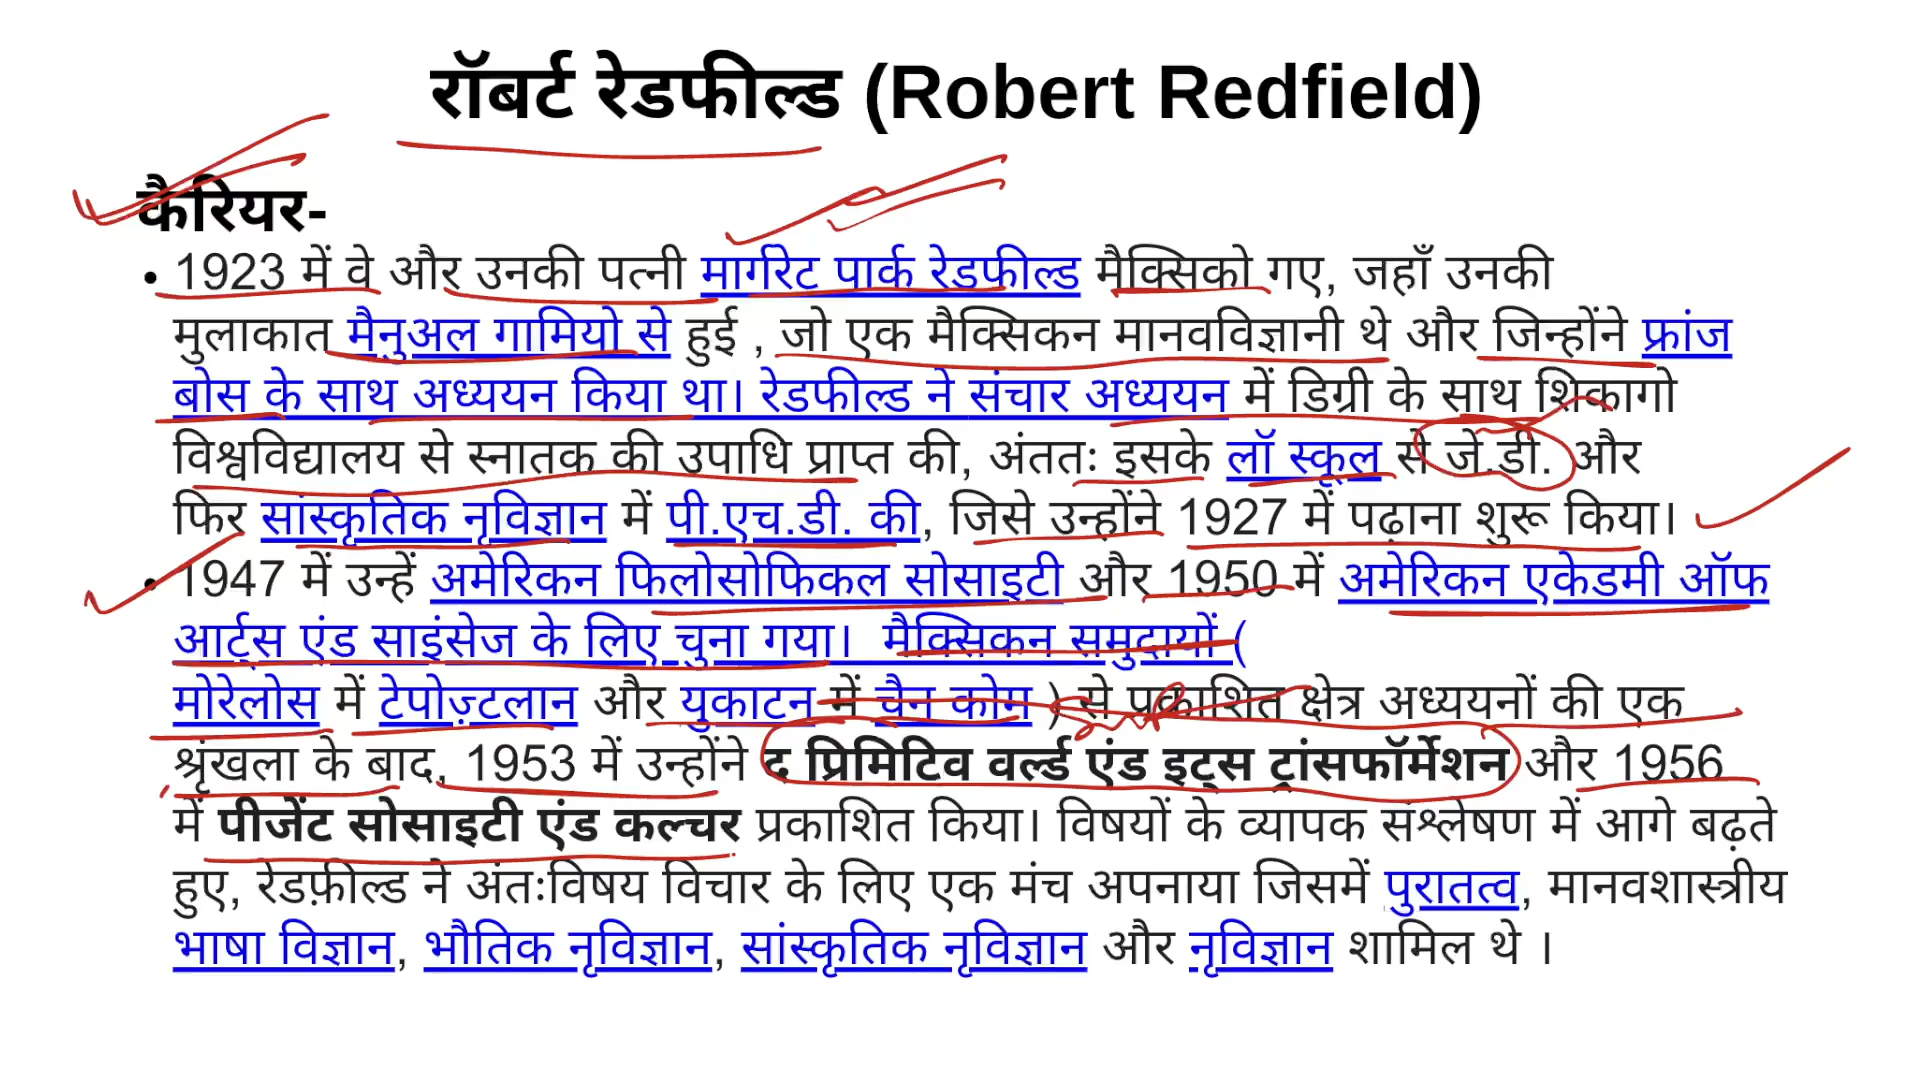 रॉबर्ट रेडफील्ड (Robert Redfield)
कैरियर-
• 1923 में वे और उनकी पत्नी मार्गरेट पार्क रेडफील्ड मैक्सिको गए, जहाँ उनकी
मुलाकात मैनुअल गामियो से हुई , जो एक मैक्सिकन मानवविज्ञानी थे और जिन्होंने फ्रांज
बोस के साथ अध्ययन किया था। रेडफील्ड ने संचार अध्ययन में डिग्री के साथ शिकागो
विश्वविद्यालय से स्नातक की उपाधि प्राप्त की, अंततः इसके लॉ स्कूल से जे.डी. और
फिर सांस्कृतिक नृविज्ञान में पी.एच.डी. की, जिसे उन्होंने 1927 में पढ़ाना शुरू किया।
• 1947 में उन्हें अमेरिकन फिलोसोफिकल सोसाइटी और 1950 में अमेरिकन एकेडमी ऑफ
आर्ट्स एंड साइंसेज के लिए चुना गया। मैक्सिकन समुदायों (
मोरेलोस में टेपोज़्टलान और युकाटन में चैन कोम ) से प्रकाशित क्षेत्र अध्ययनों की एक
श्रृंखला के बाद, 1953 में उन्होंने द प्रिमिटिव वर्ल्ड एंड इट्स ट्रांसफॉर्मेशन और 1956
में पीजेंट सोसाइटी एंड कल्चर प्रकाशित किया। विषयों के व्यापक संश्लेषण में आगे बढ़ते
हुए, रेडफ़ील्ड ने अंतःविषय विचार के लिए एक मंच अपनाया जिसमें पुरातत्व, मानवशास्त्रीय
भाषा विज्ञान, भौतिक नृविज्ञान, सांस्कृतिक नृविज्ञान और नृविज्ञान शामिल थे ।